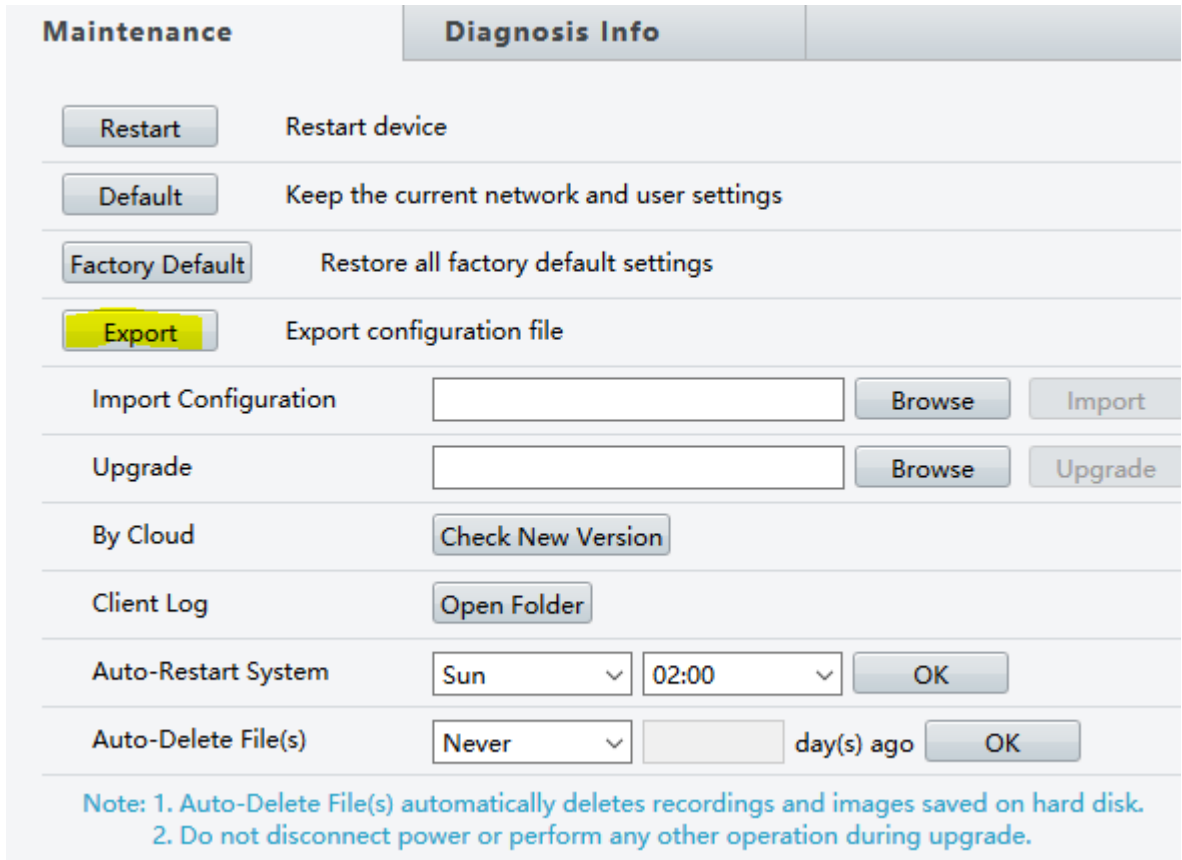 Maintenance Diagnosis Info
Restart Restart device
Default Keep the current network and user settings
Factory Default Restore all factory default settings
Export Export configuration file
Import Configuration Browse Import
Upgrade Browse Upgrade
By Cloud Check New Version
Client Log Open Folder
Auto-Restart System Sun 02:00 OK
Auto-Delete File(s) Never day(s) ago OK
Note: 1. Auto-Delete File(s) automatically deletes recordings and images saved on hard disk.
2. Do not disconnect power or perform any other operation during upgrade.